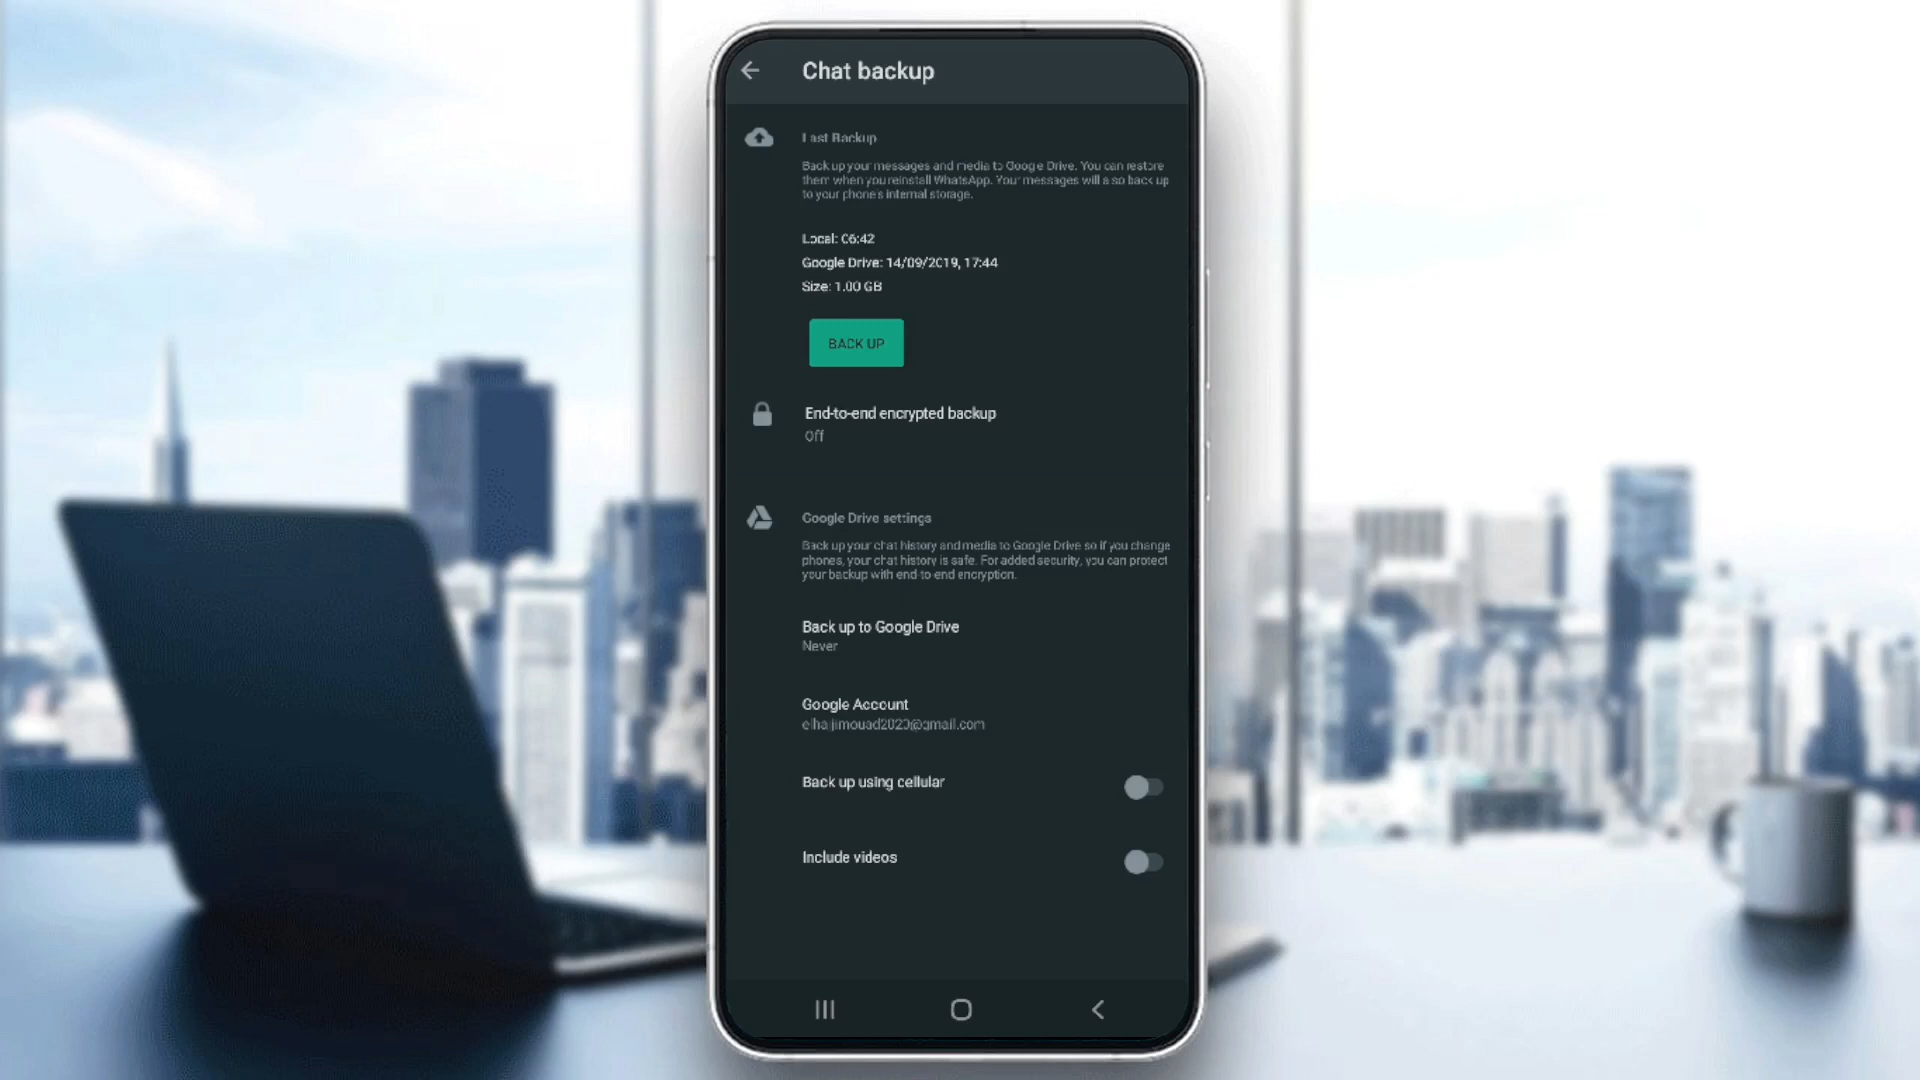 Chat backup
Last Backup
Back up your messages and media to Google Drive. You can restore
them when you reinstall WhatsApp. Your messages will also back up
to your phone's internal storage.
Local: 06:42
Google Drive: 14/09/2019, 17:44
Size: 1.00 GB
BACK UP
End-to-end encrypted backup
Off
Google Drive settings
Back up your chat history and media to Google Drive so if you change
phones, your chat history is safe. For added security, you can protect
your backup with end-to-end encryption.
Back up to Google Drive
Never
Google Account
elhajjimouad2020@gmail.com
Back up using cellular
Include videos